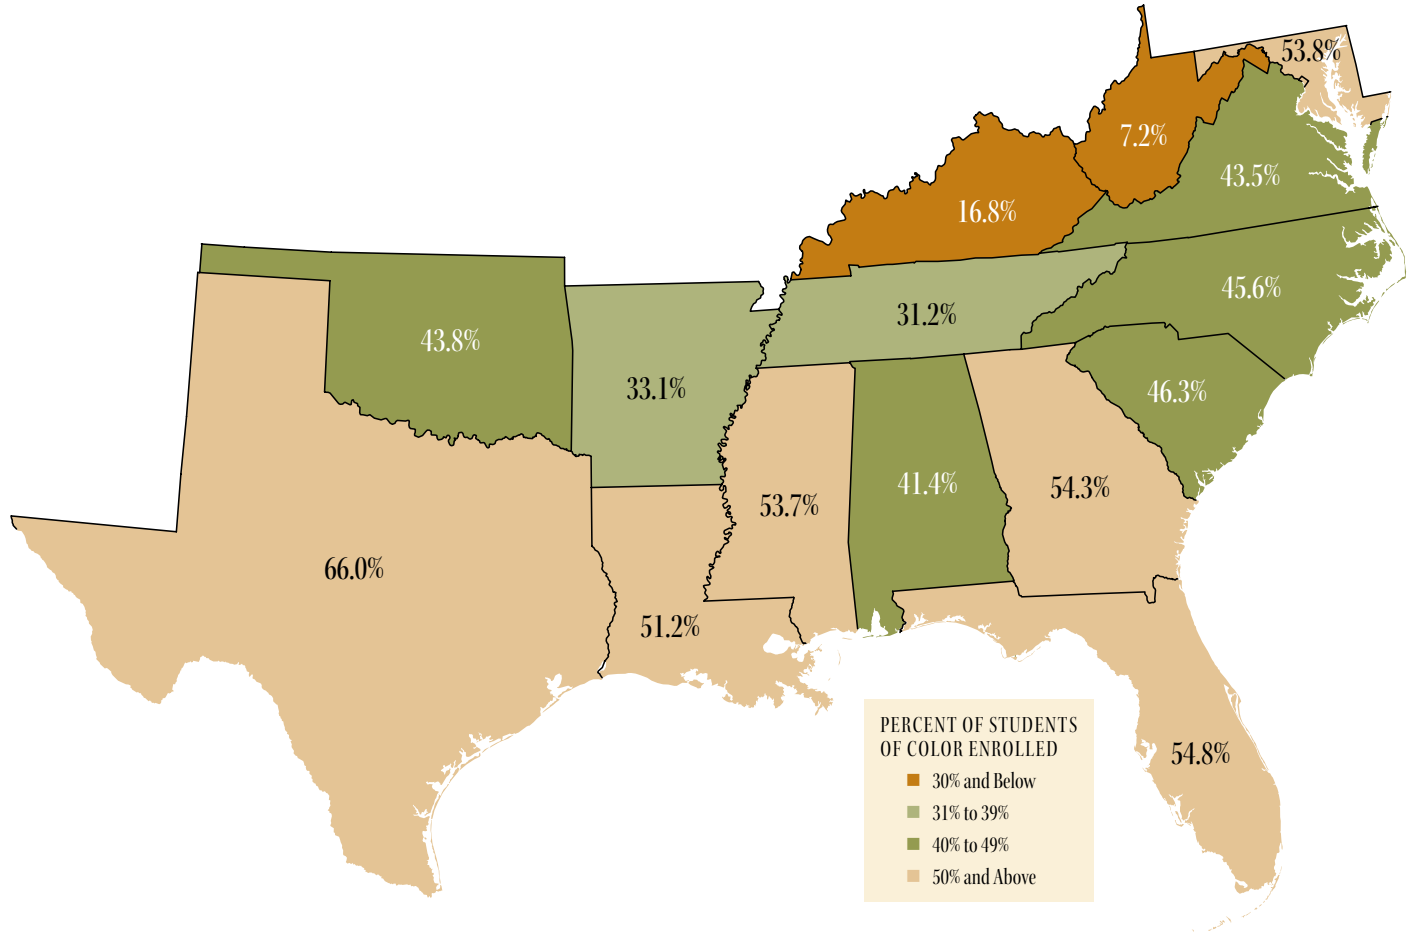 53.8%
7.2%
43.5%
16.8%
45.6%
31.2%
43.8%
33.1%
46.3%
41.4%
54.3%
53.7%
66.0%
51.2%
54.8%
PERCENT OF STUDENTS
OF COLOR ENROLLED
30% and Below
31% to 39%
40% to 49%
50% and Above